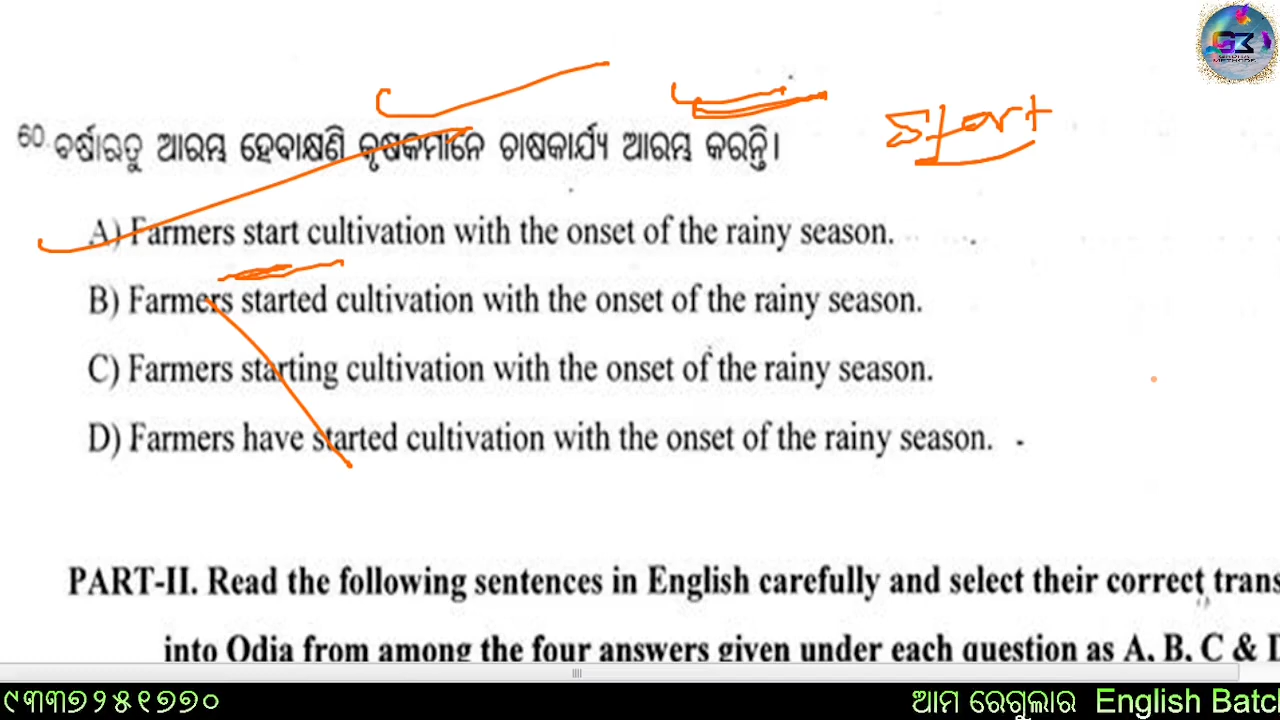 G3
Start
60. ବର୍ଷାଋତୁ ଆରମ୍ଭ ହେବାକ୍ଷଣି କୃଷକମାନେ ଚାଷକାର୍ଯ୍ୟ ଆରମ୍ଭ କରନ୍ତି।
A) Farmers start cultivation with the onset of the rainy season.
B) Farmers started cultivation with the onset of the rainy season.
C) Farmers starting cultivation with the onset of the rainy season.
D) Farmers have started cultivation with the onset of the rainy season.
PART-II. Read the following sentences in English carefully and select their correct trans
into Odia from among the four answers given under each question as A, B, C & D
୯୩୩୭୨୫୧୭୭୦ ଆମ ରେଗୁଲାର English Batc